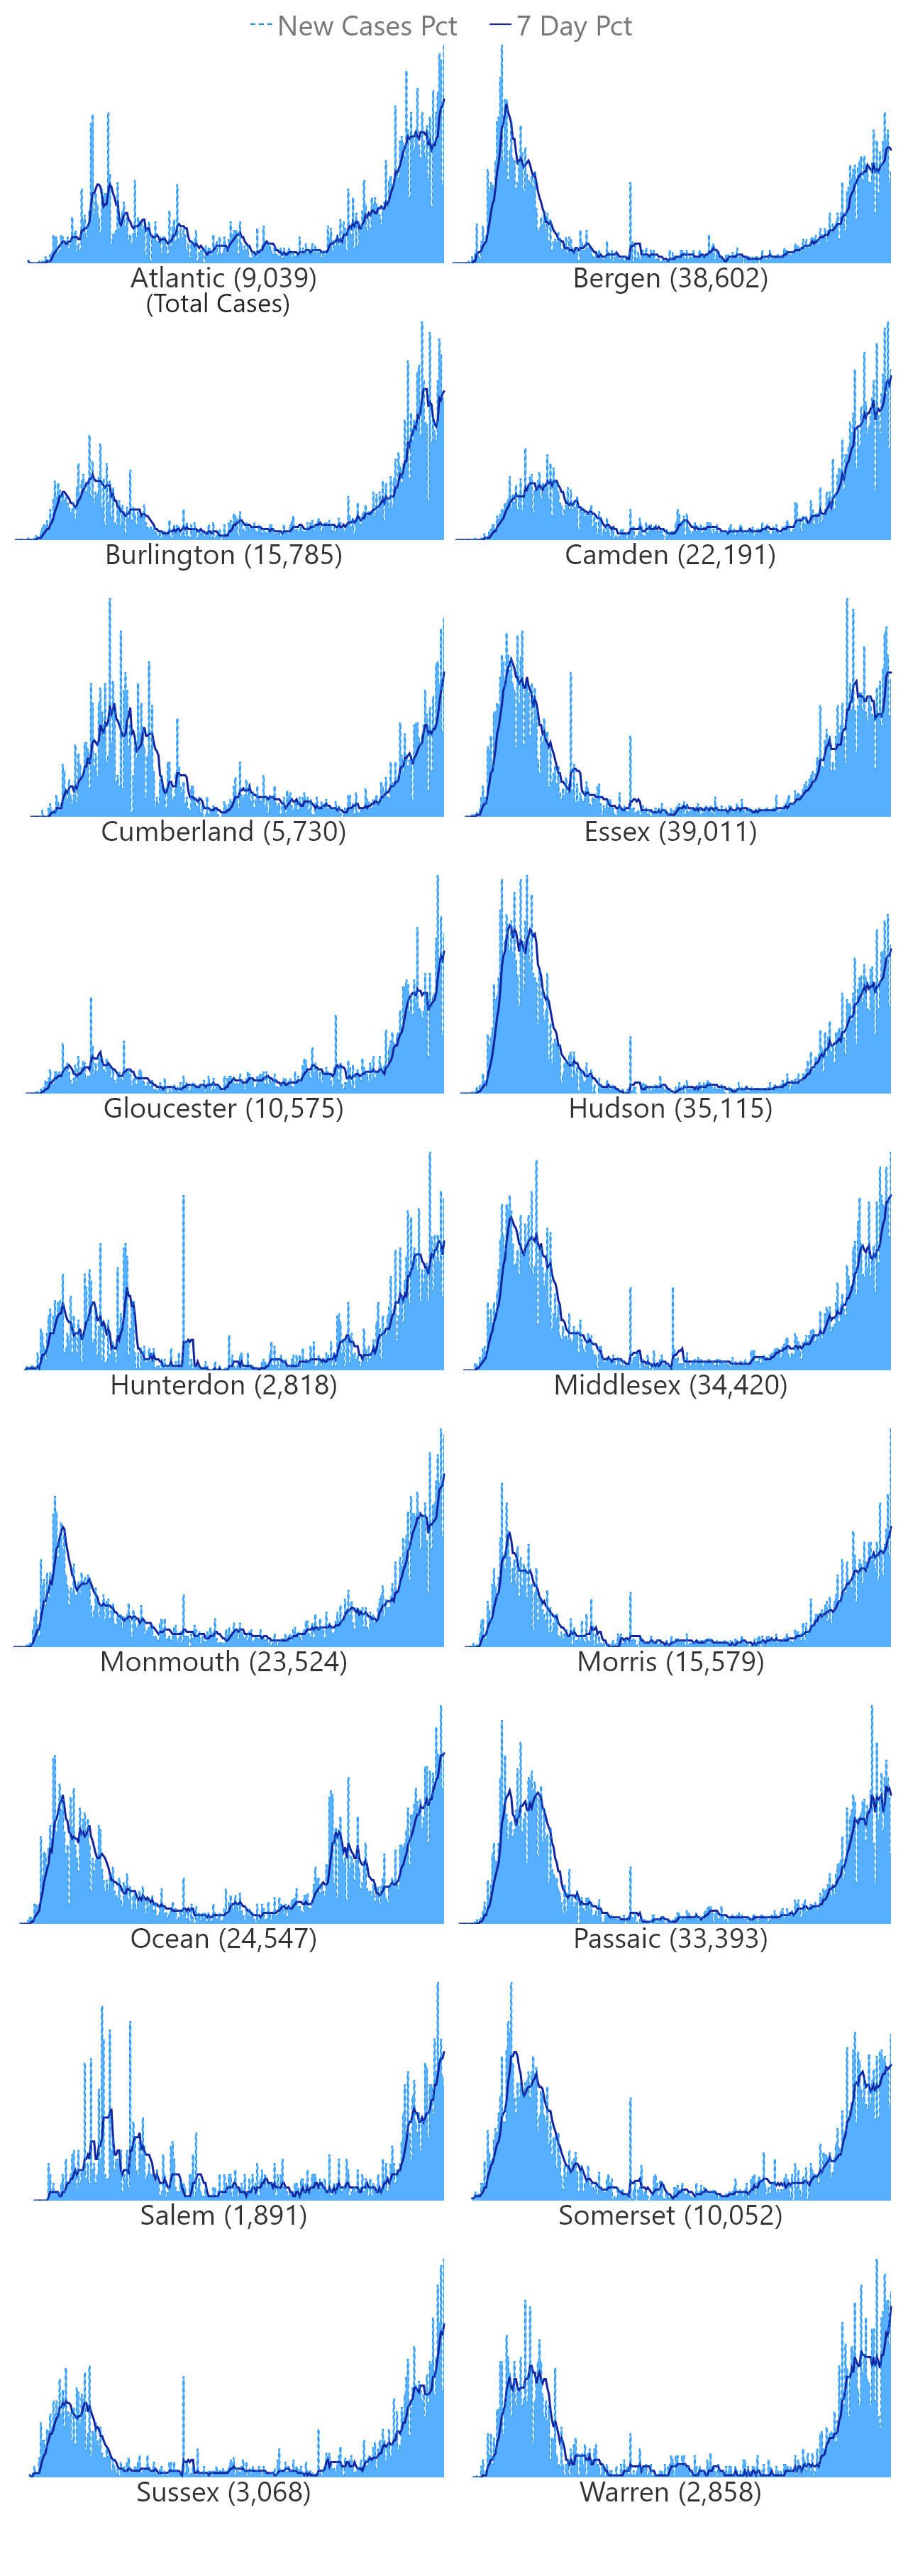 New Cases Pct 7 Day Pct
Atlantic (9,039) Bergen (38,602)
(Total Cases)
Burlington (15,785) Camden (22,191)
Cumberland (5,730) Essex (39,011)
Gloucester (10,575) Hudson (35,115)
Hunterdon (2,818) Middlesex (34,420)
Monmouth (23,524) Morris (15,579)
Ocean (24,547) Passaic (33,393)
Salem (1,891) Somerset (10,052)
Sussex (3,068) Warren (2,858)